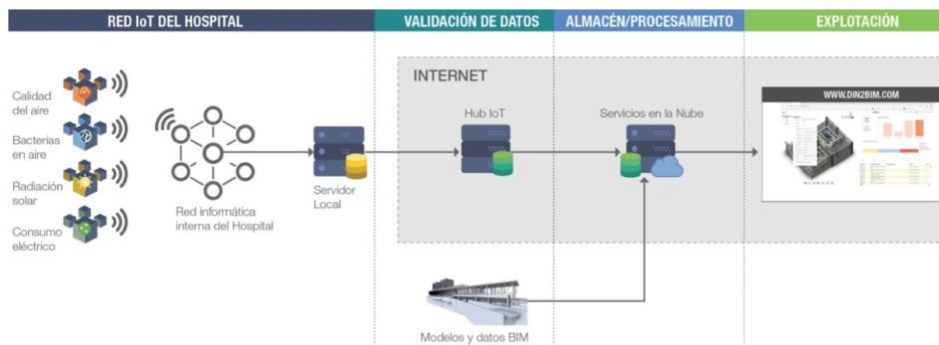 RED IoT DEL HOSPITAL
VALIDACIÓN DE DATOS
ALMACÉN/PROCESAMIENTO
EXPLOTACIÓN
INTERNET
WWW.DIN2BIM.COM
Calidad
del aire
Bacterias
en aire
Radiación
solar
Consumo
eléctrico
Red informática
interna del Hospital
Servidor
Local
Hub IoT
Servicios en la Nube
Modelos y datos BIM